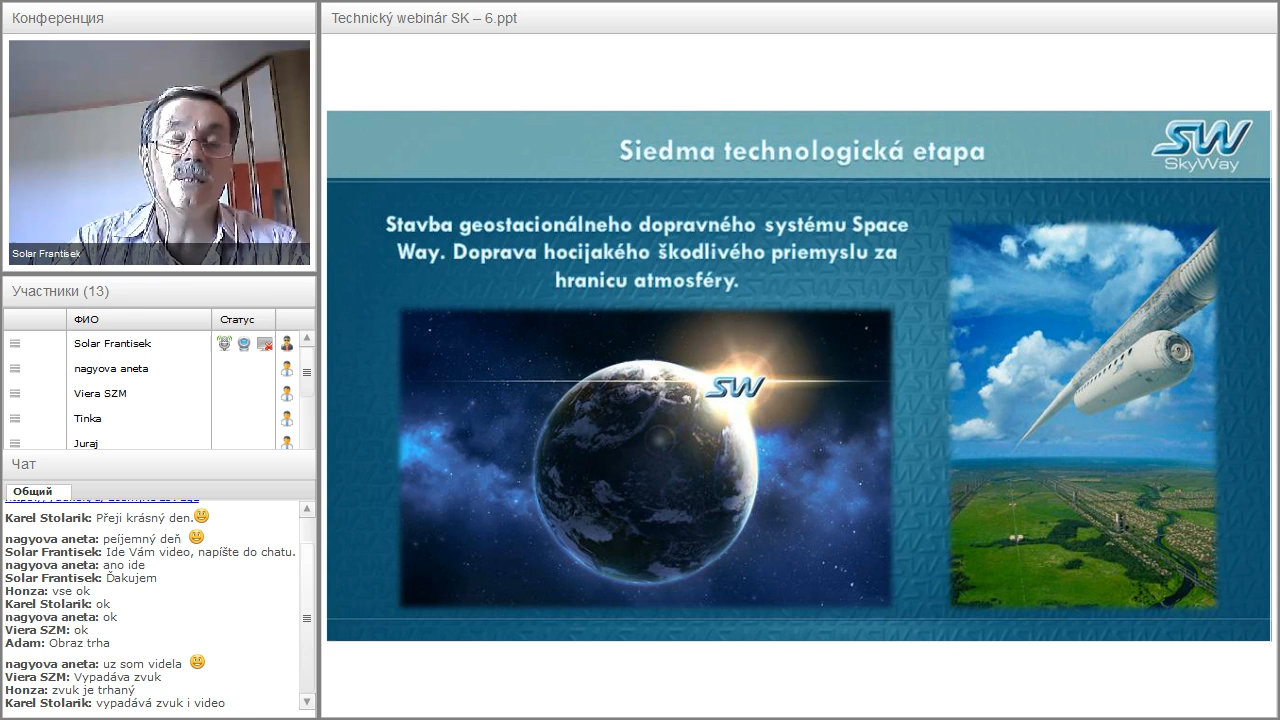 Конференция
Solar Frantisek
Участники (13)
ФИО
Статус
Solar Frantisek
nagyova aneta
Viera SZM
Tinka
Juraj
Чат
Общий
Karel Stolarik: Přeji krásný den.
nagyova aneta: peíjemný deň
Solar Frantisek: Ide Vám video, napíšte do chatu.
nagyova aneta: ano ide
Solar Frantisek: Ďakujem
Honza: vse ok
Karel Stolarik: ok
nagyova aneta: ok
Viera SZM: ok
Adam: Obraz trha
nagyova aneta: uz som videla
Viera SZM: Vypadáva zvuk
Honza: zvuk je trhaný
Karel Stolarik: vypadává zvuk i video
Technický webinár SK – 6.ppt
Siedma technologická etapa
SW
SkyWay
Stavba geostacionálneho dopravného systému Space
Way. Doprava hocijakého škodlivého priemyslu za
hranicu atmosféry.
SW